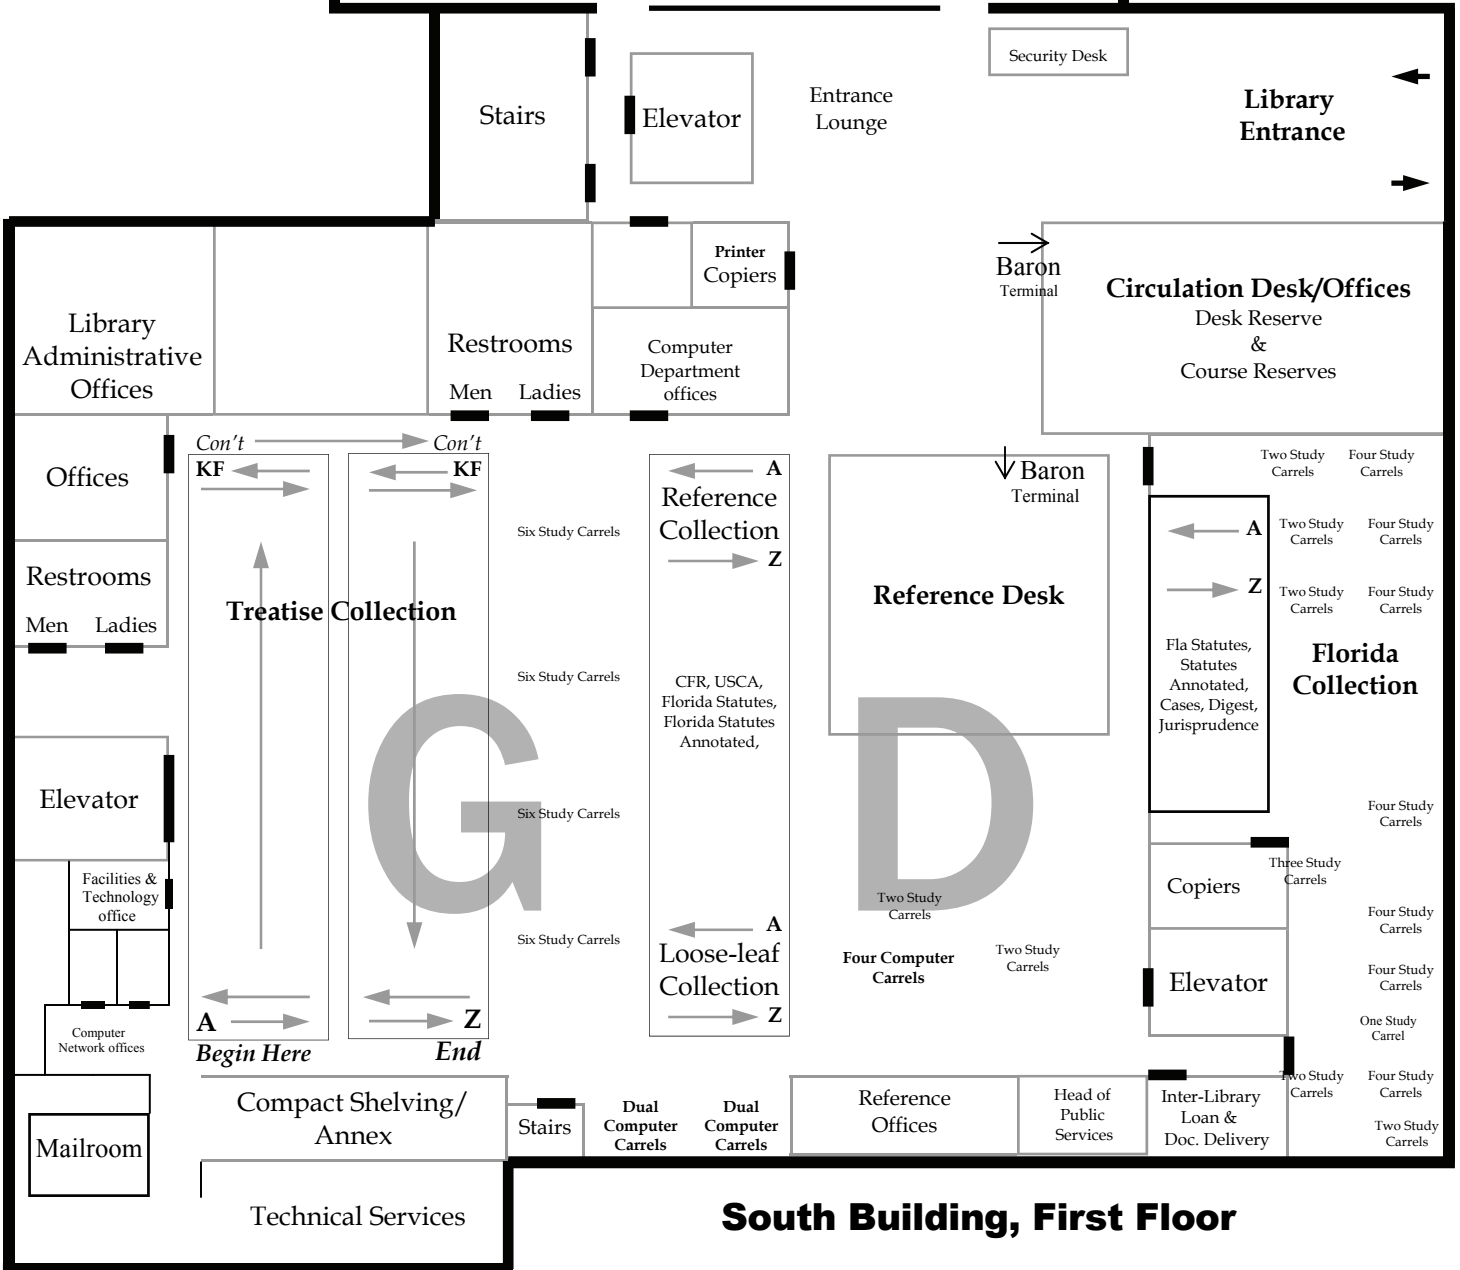 Security Desk
Stairs
Elevator
Entrance
Lounge
Library
Entrance
Printer
Copiers
Baron
Terminal
Circulation Desk/Offices
Desk Reserve
&
Course Reserves
Library
Administrative
Offices
Restrooms
Men Ladies
Computer
Department
offices
Con't Con't
KF KF
Offices
Restrooms
Men Ladies
Treatise Collection
Six Study Carrels
Six Study Carrels
Six Study Carrels
Six Study Carrels
A
Reference
Collection
Z
CFR, USCA,
Florida Statutes,
Florida Statutes
Annotated,
A
Loose-leaf
Collection
Z
Baron
Terminal
Reference Desk
G D
Two Study
Carrels
Four Computer
Carrels
Two Study
Carrels
Two Study
Carrels
Four Study
Carrels
A
Z
Two Study
Carrels
Four Study
Carrels
Two Study
Carrels
Four Study
Carrels
Fla Statutes,
Statutes
Annotated,
Cases, Digest,
Jurisprudence
Florida
Collection
Four Study
Carrels
Copiers
Three Study
Carrels
Four Study
Carrels
Elevator
Four Study
Carrels
One Study
Carrel
Two Study
Carrels
Four Study
Carrels
Two Study
Carrels
Elevator
Facilities &
Technology
office
Computer
Network offices
Mailroom
A
Begin Here
Z
End
Compact Shelving/
Annex
Stairs
Dual
Computer
Carrels
Dual
Computer
Carrels
Reference
Offices
Head of
Public
Services
Inter-Library
Loan &
Doc. Delivery
Technical Services
South Building, First Floor